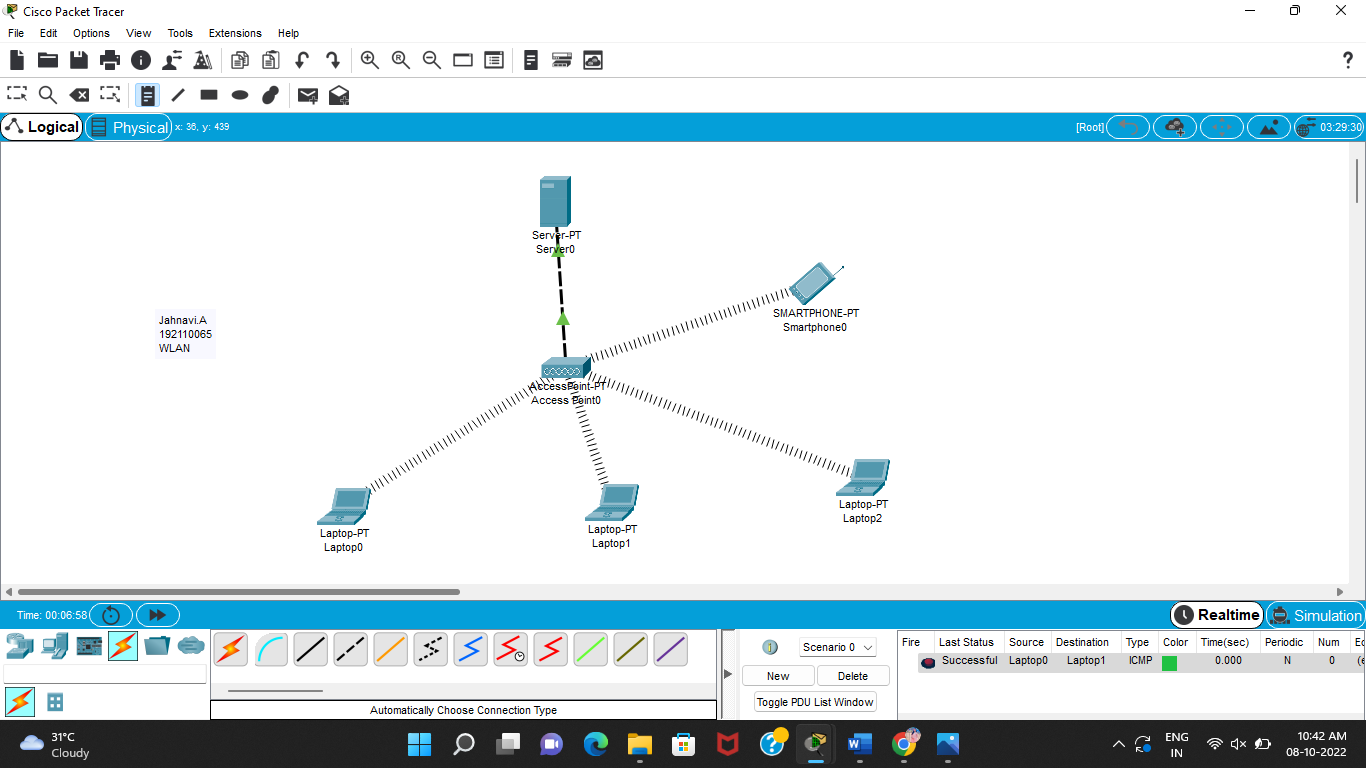 Cisco Packet Tracer
File Edit Options View Tools Extensions Help
?
Logical Physical x: 36, y: 439 [Root] 03:29:30
Server-PT
Server0
SMARTPHONE-PT
Smartphone0
Jahnavi.A
192110065
WLAN
AccessPoint-PT
Access Point0
Laptop-PT
Laptop2
Laptop-PT
Laptop1
Laptop-PT
Laptop0
Time: 00:06:58 Realtime Simulation
Scenario 0
New Delete
Toggle PDU List Window
Fire Last Status Source Destination Type Color Time(sec) Periodic Num
Successful Laptop0 Laptop1 ICMP 0.000 N 0
Automatically Choose Connection Type
31°C
Cloudy
ENG
IN
10:42 AM
08-10-2022